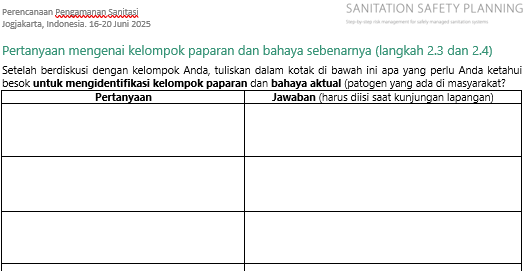 Perencanaan Pengamanan Sanitasi
Jogjakarta, Indonesia. 16-20 Juni 2025
SANITATION SAFETY PLANNING
Step-by-step risk management for safely managed sanitation systems
Pertanyaan mengenai kelompok paparan dan bahaya sebenarnya (langkah 2.3 dan 2.4)
Setelah berdiskusi dengan kelompok Anda, tuliskan dalam kotak di bawah ini apa yang perlu Anda ketahui
besok untuk mengidentifikasi kelompok paparan dan bahaya aktual (patogen yang ada di masyarakat?
Pertanyaan
Jawaban (harus diisi saat kunjungan lapangan)